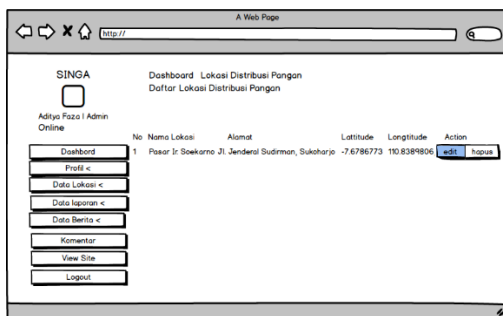 A Web Page
http://
SINGA
Dashboard Lokasi Distribusi Pangan
Daftar Lokasi Distribusi Pangan
Aditya Faza | Admin
Online
No Nama Lokasi Alamat Lattitude Longtitude Action
1 Pasar Ir Soekarno Jl. Jenderal Sudirman, Sukoharjo -7.6786773 110.8389806 edit hapus
Dashbord
Profil <
Data Lokasi <
Data laporan <
Data Berita <
Komentar
View Site
Logout